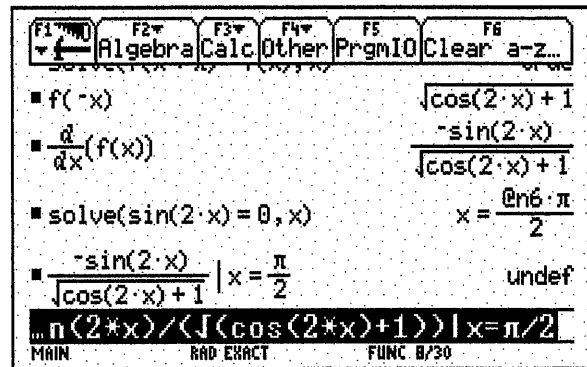 F1 F2 F3 F4 F5 F6
Algebra Calc Other PrgmIO Clear a-z…
■ f(⁻x) √(cos(2·x)+1)
■ d/dx(f(x)) ⁻sin(2·x)/√(cos(2·x)+1)
■ solve(sin(2·x)=0,x) x = @n6·π/2
■ ⁻sin(2·x)/√(cos(2·x)+1) | x = π/2 undef
…n(2*x)/(√(cos(2*x)+1))|x=π/2
MAIN RAD EXACT FUNC 8/30